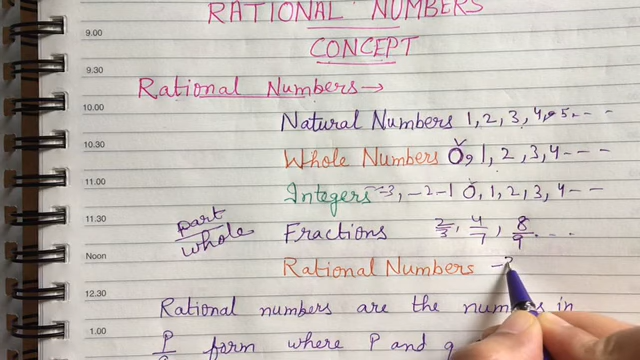 RATIONAL NUMBERS
CONCEPT
9.00
9.30
Rational Numbers→
10.00
Natural Numbers 1, 2, 3, 4, 5, - - -
10.30
Whole Numbers 0, 1, 2, 3, 4 - - -
11.00
Integers --3, -2 -1 0, 1, 2, 3, 4 - -
11.30
part/whole Fractions 2/3, 4/7, 8/9 ....
Noon
Rational Numbers -
12.30
Rational numbers are the numbers in
1.00
P/ form where P and q